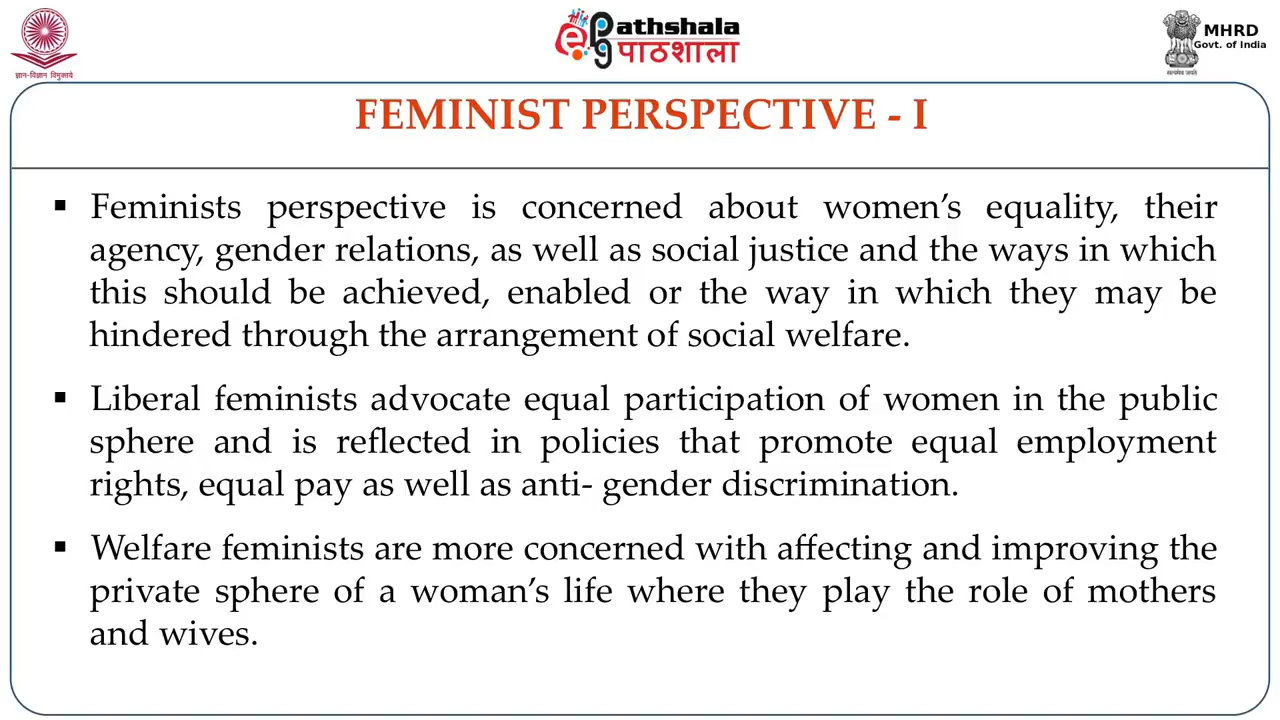 ज्ञान-विज्ञान विमुक्तये
ePathshala
पाठशाला
MHRD
Govt. of India
सत्यमेव जयते
FEMINIST PERSPECTIVE - I
▪ Feminists perspective is concerned about women’s equality, their
agency, gender relations, as well as social justice and the ways in which
this should be achieved, enabled or the way in which they may be
hindered through the arrangement of social welfare.
▪ Liberal feminists advocate equal participation of women in the public
sphere and is reflected in policies that promote equal employment
rights, equal pay as well as anti- gender discrimination.
▪ Welfare feminists are more concerned with affecting and improving the
private sphere of a woman’s life where they play the role of mothers
and wives.